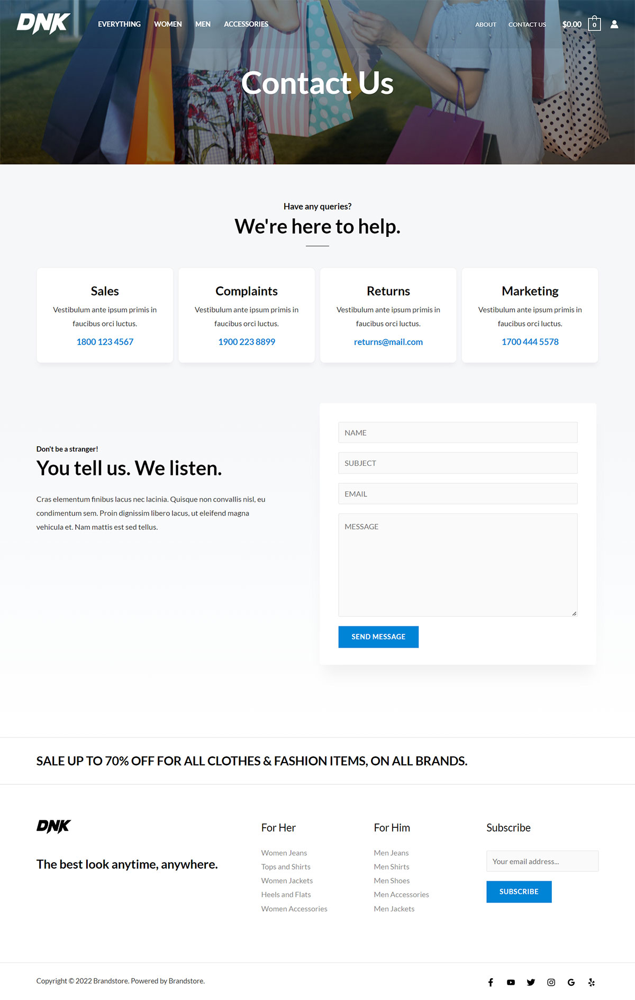 DNK
EVERYTHING WOMEN MEN ACCESSORIES
ABOUT CONTACT US $0.00 0
Contact Us
Have any queries?
We're here to help.
Sales
Vestibulum ante ipsum primis in
faucibus orci luctus.
1800 123 4567
Complaints
Vestibulum ante ipsum primis in
faucibus orci luctus.
1900 223 8899
Returns
Vestibulum ante ipsum primis in
faucibus orci luctus.
returns@mail.com
Marketing
Vestibulum ante ipsum primis in
faucibus orci luctus.
1700 444 5578
Don't be a stranger!
You tell us. We listen.
Cras elementum finibus lacus nec lacinia. Quisque non convallis nisl, eu
condimentum sem. Proin dignissim libero lacus, ut eleifend magna
vehicula et. Nam mattis est sed tellus.
NAME
SUBJECT
EMAIL
MESSAGE
SEND MESSAGE
SALE UP TO 70% OFF FOR ALL CLOTHES & FASHION ITEMS, ON ALL BRANDS.
DNK
The best look anytime, anywhere.
For Her
Women Jeans
Tops and Shirts
Women Jackets
Heels and Flats
Women Accessories
For Him
Men Jeans
Men Shirts
Men Shoes
Men Accessories
Men Jackets
Subscribe
Your email address...
SUBSCRIBE
Copyright © 2022 Brandstore. Powered by Brandstore.